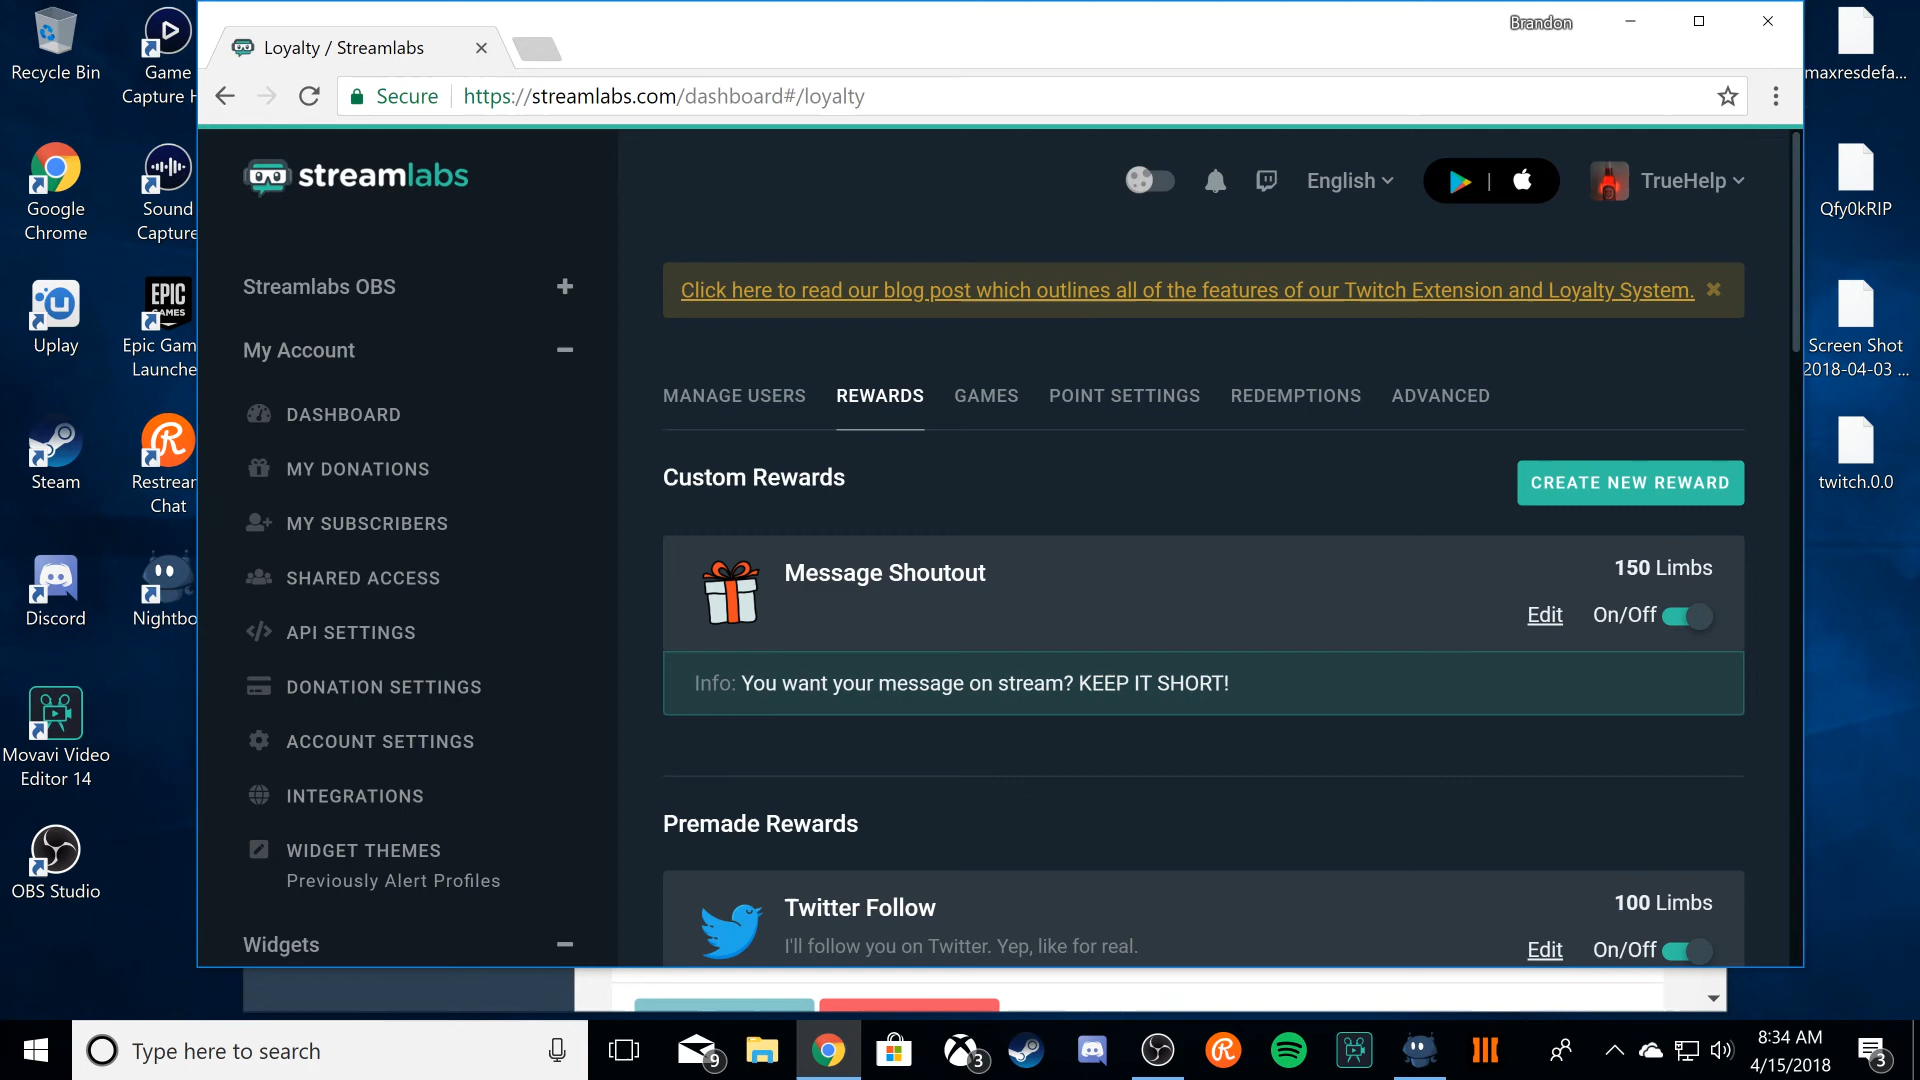 Brandon
Loyalty / Streamlabs
Secure
https://streamlabs.com/dashboard#/loyalty
Recycle Bin
Game
Capture H
Google
Chrome
Sound
Capture
Uplay
EPIC
GAMES
Epic Gam
Launche
Steam
Restrear
Chat
Discord
Nightbo
Movavi Video
Editor 14
OBS Studio
maxresdefa...
Qfy0kRIP
Screen Shot
2018-04-03 ...
twitch.0.0
streamlabs
English
TrueHelp
Streamlabs OBS
My Account
DASHBOARD
MY DONATIONS
MY SUBSCRIBERS
SHARED ACCESS
API SETTINGS
DONATION SETTINGS
ACCOUNT SETTINGS
INTEGRATIONS
WIDGET THEMES
Previously Alert Profiles
Widgets
Click here to read our blog post which outlines all of the features of our Twitch Extension and Loyalty System.
MANAGE USERS
REWARDS
GAMES
POINT SETTINGS
REDEMPTIONS
ADVANCED
Custom Rewards
CREATE NEW REWARD
Message Shoutout
150 Limbs
Edit
On/Off
Info: You want your message on stream? KEEP IT SHORT!
Premade Rewards
Twitter Follow
100 Limbs
I'll follow you on Twitter. Yep, like for real.
Edit
On/Off
Type here to search
9
3
8:34 AM
4/15/2018
3